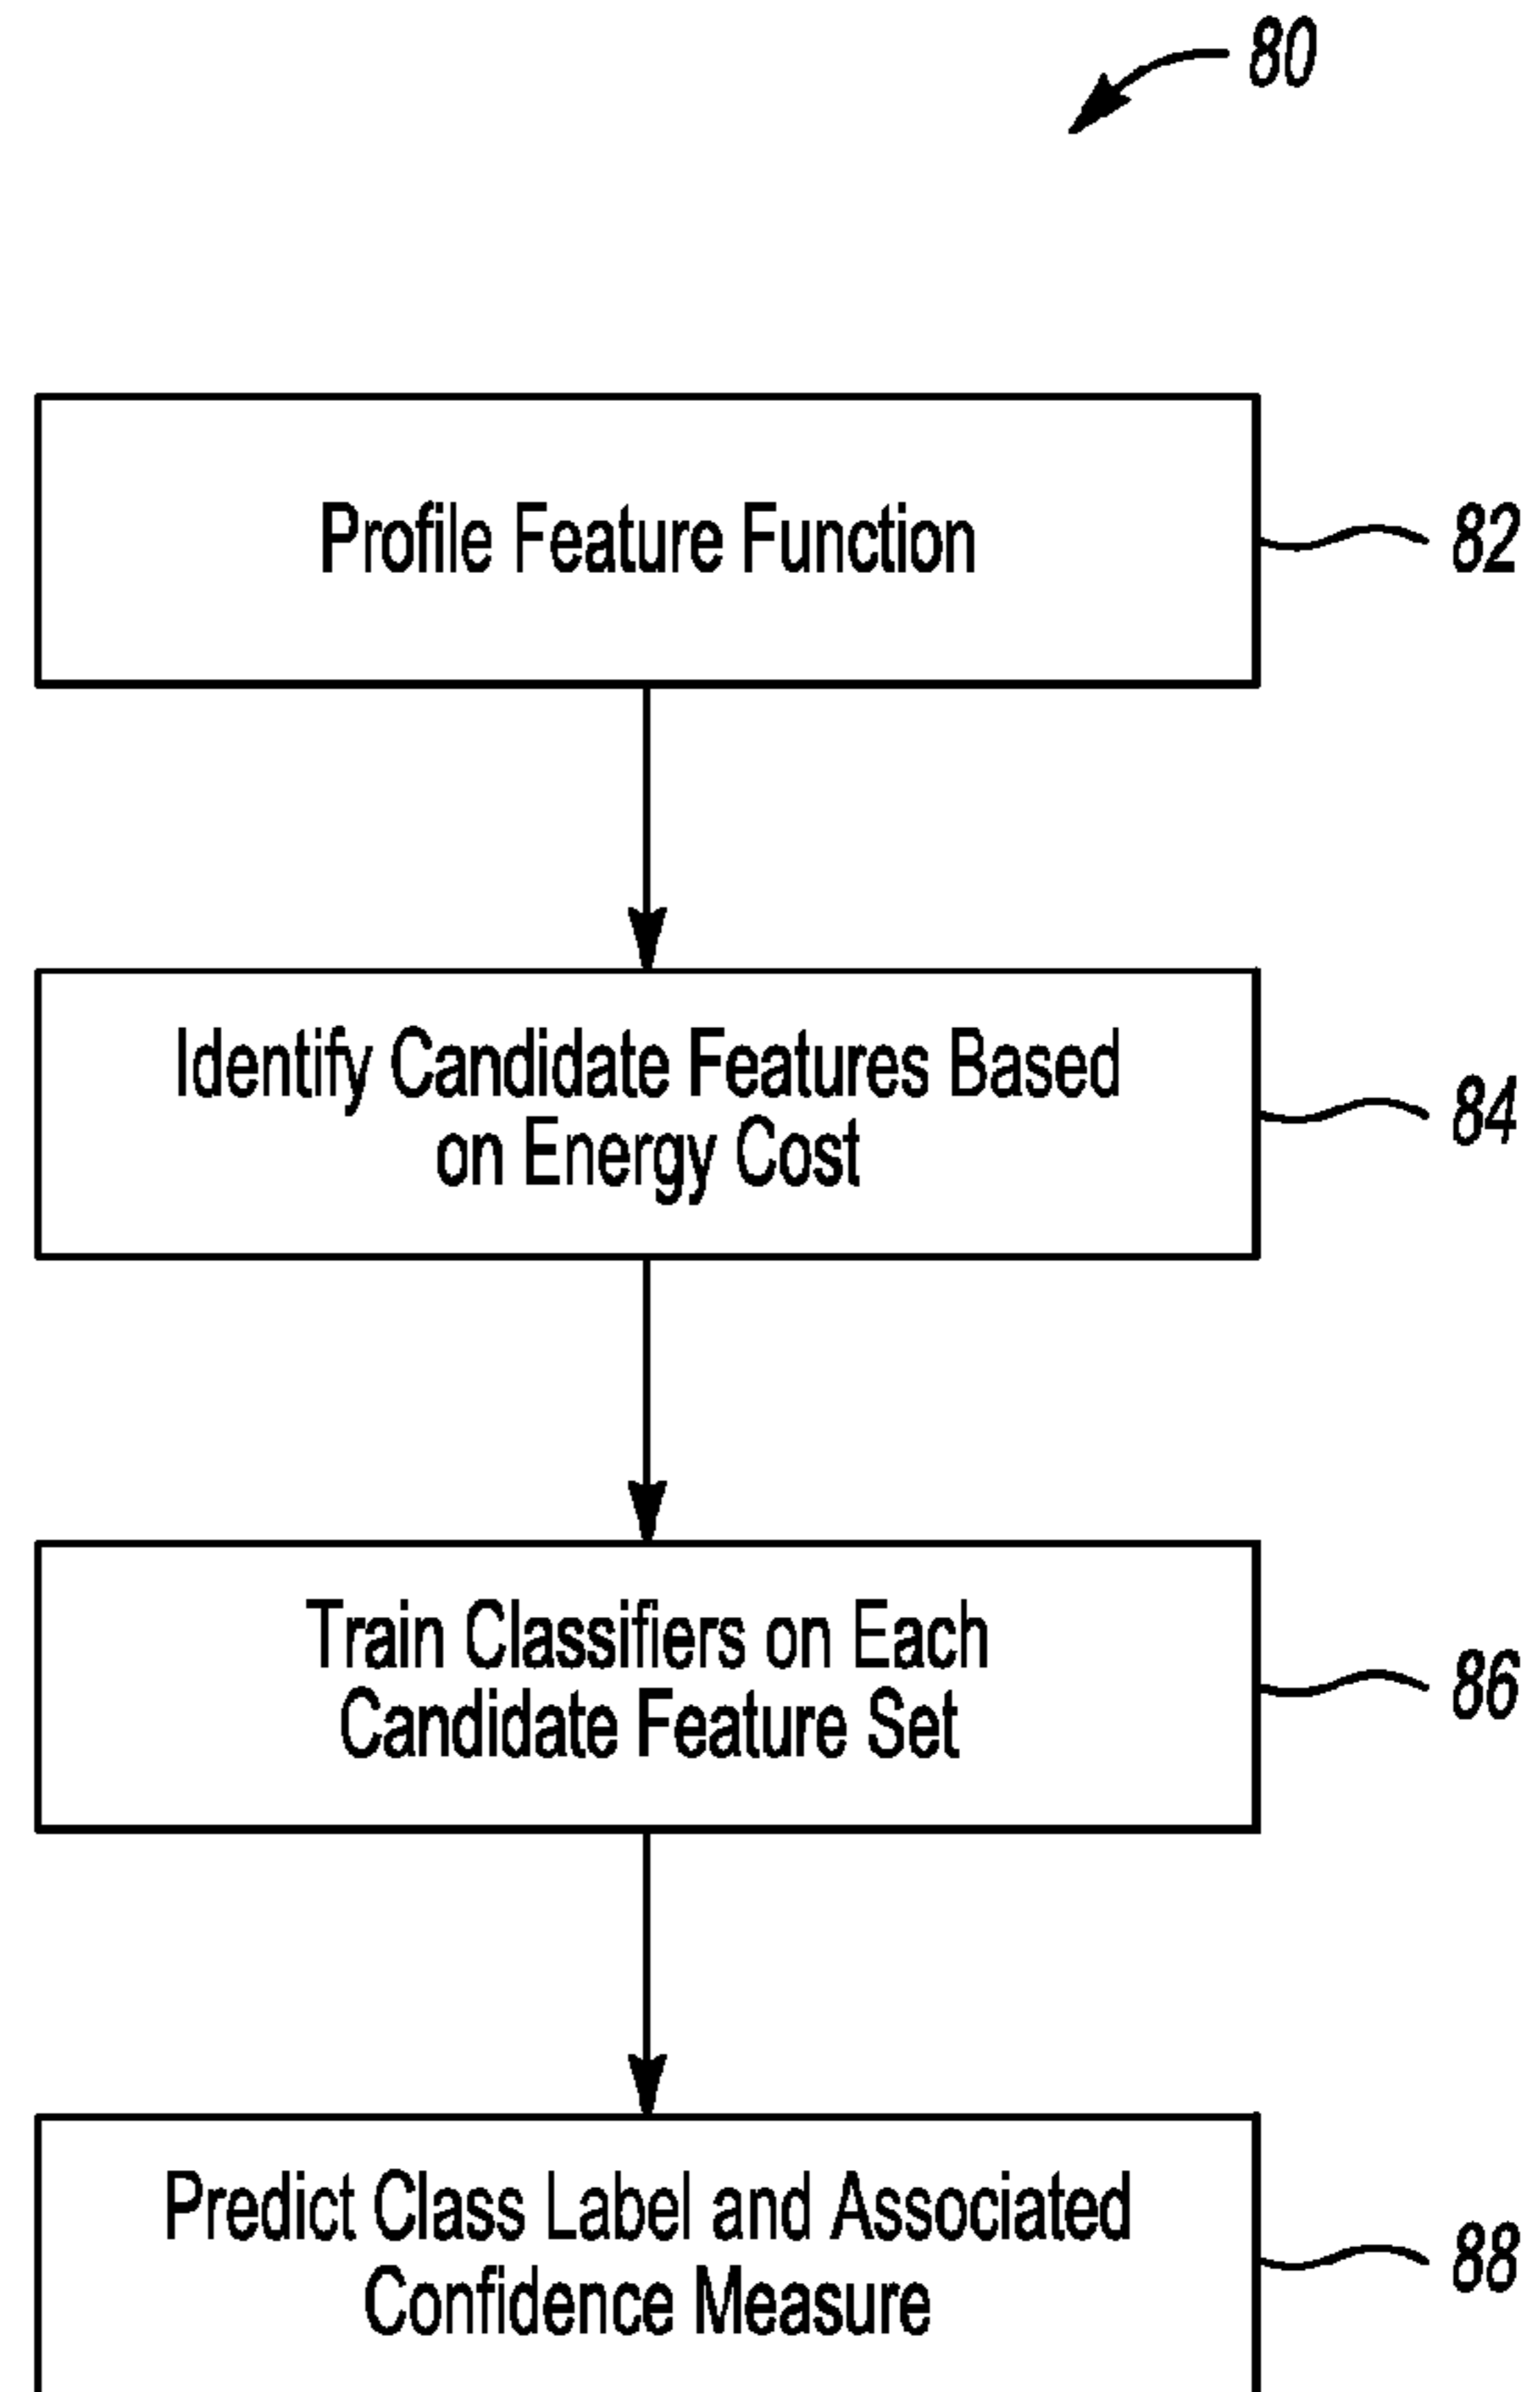 80
Profile Feature Function
82
Identify Candidate Features Based
on Energy Cost
84
Train Classifiers on Each
Candidate Feature Set
86
Predict Class Label and Associated
Confidence Measure
88